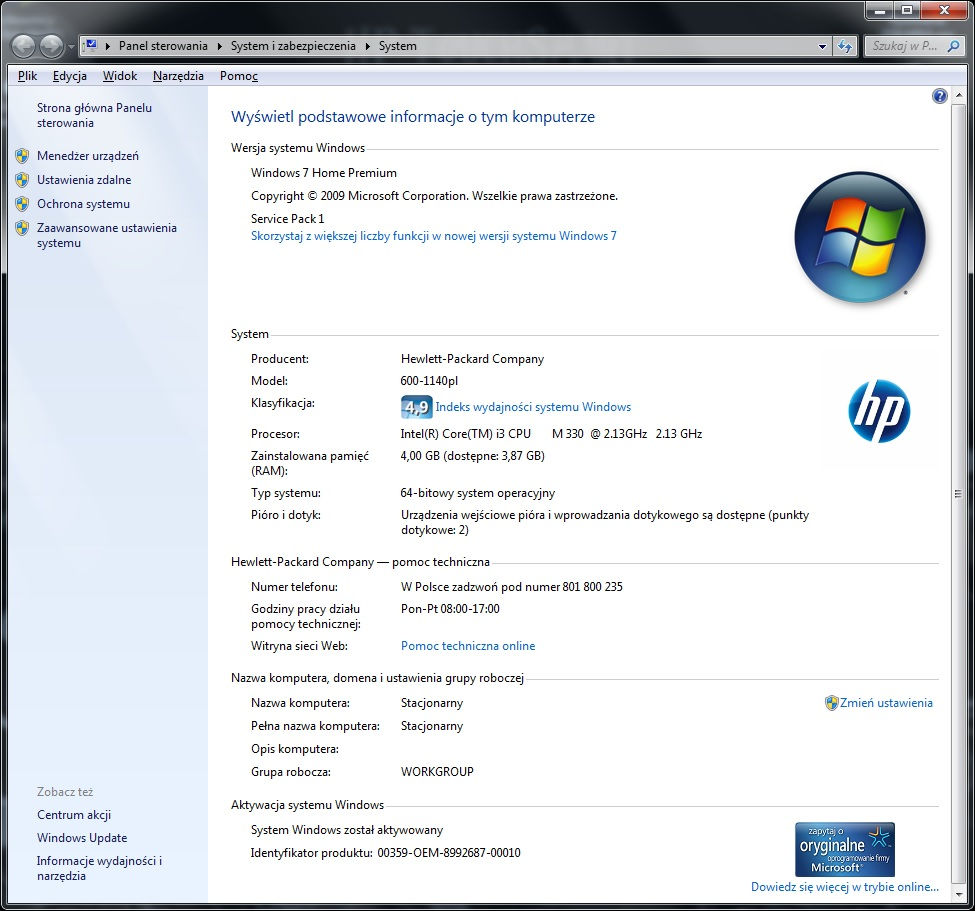 Panel sterowania ▸ System i zabezpieczenia ▸ System
Szukaj w P...
Plik Edycja Widok Narzędzia Pomoc
Strona główna Panelu
sterowania
Menedżer urządzeń
Ustawienia zdalne
Ochrona systemu
Zaawansowane ustawienia
systemu
Wyświetl podstawowe informacje o tym komputerze
Wersja systemu Windows
Windows 7 Home Premium
Copyright © 2009 Microsoft Corporation. Wszelkie prawa zastrzeżone.
Service Pack 1
Skorzystaj z większej liczby funkcji w nowej wersji systemu Windows 7
System
Producent: Hewlett-Packard Company
Model: 600-1140pl
Klasyfikacja: 4,9 Indeks wydajności systemu Windows
Procesor: Intel(R) Core(TM) i3 CPU M 330 @ 2.13GHz 2.13 GHz
Zainstalowana pamięć 4,00 GB (dostępne: 3,87 GB)
(RAM):
Typ systemu: 64-bitowy system operacyjny
Pióro i dotyk: Urządzenia wejściowe pióra i wprowadzania dotykowego są dostępne (punkty
dotykowe: 2)
hp
Hewlett-Packard Company — pomoc techniczna
Numer telefonu: W Polsce zadzwoń pod numer 801 800 235
Godziny pracy działu Pon-Pt 08:00-17:00
pomocy technicznej:
Witryna sieci Web: Pomoc techniczna online
Nazwa komputera, domena i ustawienia grupy roboczej
Nazwa komputera: Stacjonarny Zmień ustawienia
Pełna nazwa komputera: Stacjonarny
Opis komputera:
Grupa robocza: WORKGROUP
Aktywacja systemu Windows
System Windows został aktywowany
Identyfikator produktu: 00359-OEM-8992687-00010
zapytaj o
oryginalne
oprogramowanie firmy
Microsoft®
Dowiedz się więcej w trybie online...
Zobacz też
Centrum akcji
Windows Update
Informacje wydajności i
narzędzia